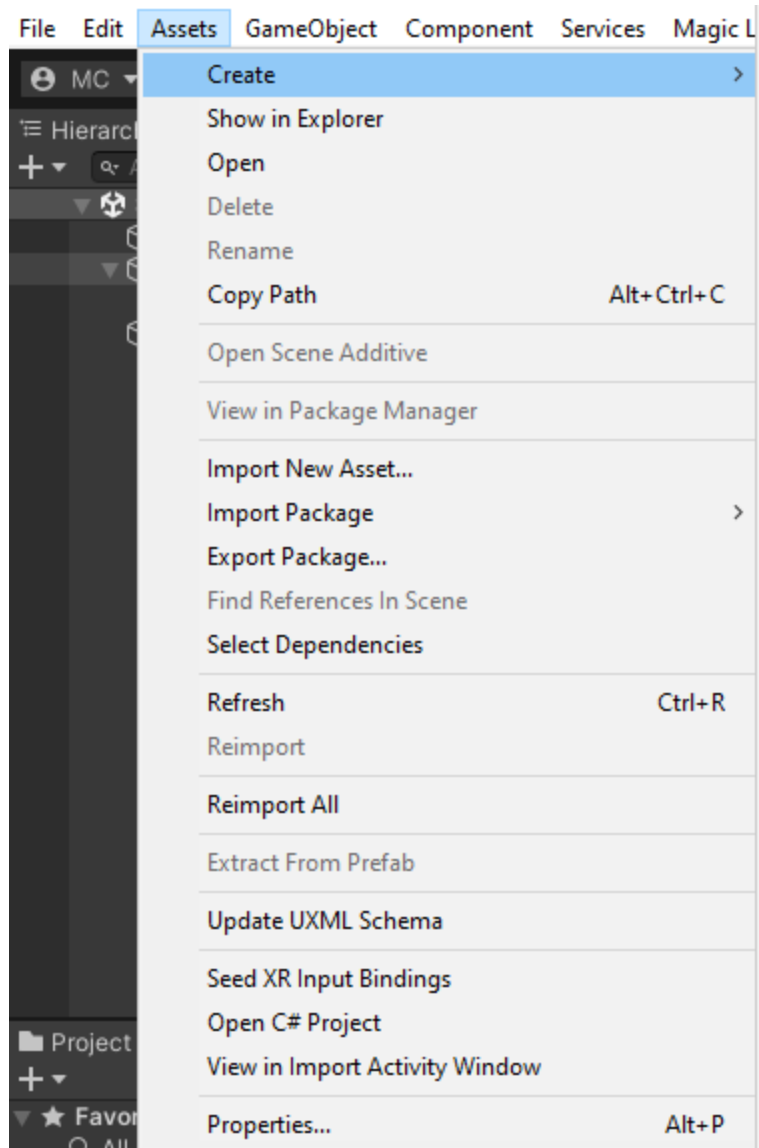 File Edit Assets GameObject Component Services Magic L
MC
Create
Hierarc
Show in Explorer
Open
Delete
Rename
Copy Path Alt+Ctrl+C
Open Scene Additive
View in Package Manager
Import New Asset...
Import Package
Export Package...
Find References In Scene
Select Dependencies
Refresh Ctrl+R
Reimport
Reimport All
Extract From Prefab
Update UXML Schema
Seed XR Input Bindings
Open C# Project
View in Import Activity Window
Properties... Alt+P
Project
Favor
All